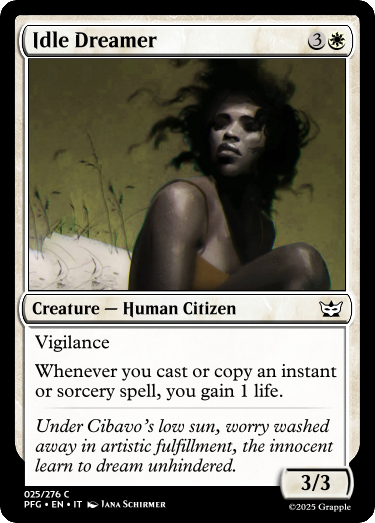 Idle Dreamer 3
Creature — Human Citizen
Vigilance
Whenever you cast or copy an instant
or sorcery spell, you gain 1 life.
Under Cibavo's low sun, worry washed
away in artistic fulfillment, the innocent
learn to dream unhindered.
3/3
025/276 C
PFG • EN • IT Jana Schirmer
©2025 Grapple